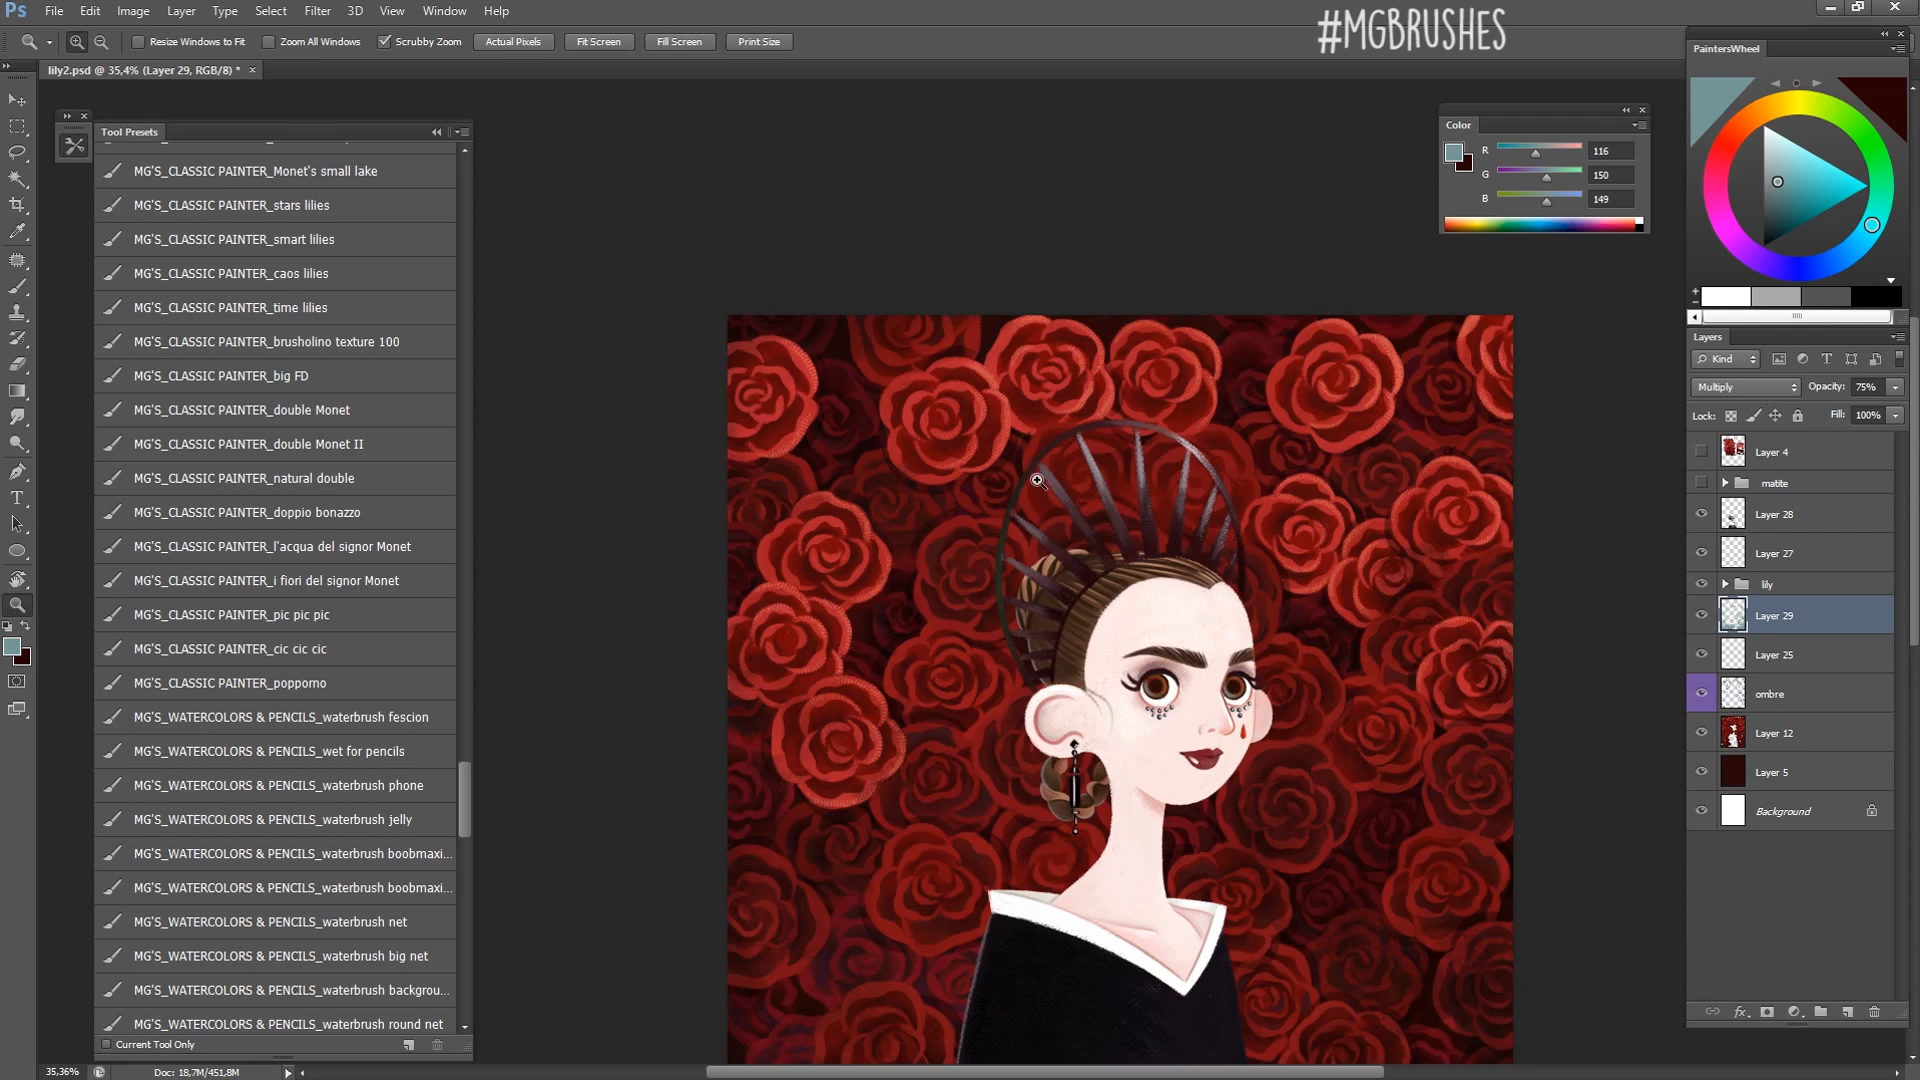 Ps File Edit Image Layer Type Select Filter 3D View Window Help
#MGBRUSHES
Resize Windows to Fit Zoom All Windows Scrubby Zoom Actual Pixels Fit Screen Fill Screen Print Size
lily2.psd @ 35,4% (Layer 29, RGB/8) *
Tool Presets
MG'S_CLASSIC PAINTER_Monet's small lake
MG'S_CLASSIC PAINTER_stars lilies
MG'S_CLASSIC PAINTER_smart lilies
MG'S_CLASSIC PAINTER_caos lilies
MG'S_CLASSIC PAINTER_time lilies
MG'S_CLASSIC PAINTER_brusholino texture 100
MG'S_CLASSIC PAINTER_big FD
MG'S_CLASSIC PAINTER_double Monet
MG'S_CLASSIC PAINTER_double Monet II
MG'S_CLASSIC PAINTER_natural double
MG'S_CLASSIC PAINTER_doppio bonazzo
MG'S_CLASSIC PAINTER_l'acqua del signor Monet
MG'S_CLASSIC PAINTER_i fiori del signor Monet
MG'S_CLASSIC PAINTER_pic pic pic
MG'S_CLASSIC PAINTER_cic cic cic
MG'S_CLASSIC PAINTER_popporno
MG'S_WATERCOLORS & PENCILS_waterbrush fescion
MG'S_WATERCOLORS & PENCILS_wet for pencils
MG'S_WATERCOLORS & PENCILS_waterbrush phone
MG'S_WATERCOLORS & PENCILS_waterbrush jelly
MG'S_WATERCOLORS & PENCILS_waterbrush boobmaxi...
MG'S_WATERCOLORS & PENCILS_waterbrush boobmaxi...
MG'S_WATERCOLORS & PENCILS_waterbrush net
MG'S_WATERCOLORS & PENCILS_waterbrush big net
MG'S_WATERCOLORS & PENCILS_waterbrush backgrou...
MG'S_WATERCOLORS & PENCILS_waterbrush round net
Current Tool Only
35,36% Doc: 18,7M/451,8M
Color
R 116
G 150
B 149
PaintersWheel
Layers
Kind
Multiply Opacity: 75%
Lock: Fill: 100%
Layer 4
matite
Layer 28
Layer 27
lily
Layer 29
Layer 25
ombre
Layer 12
Layer 5
Background